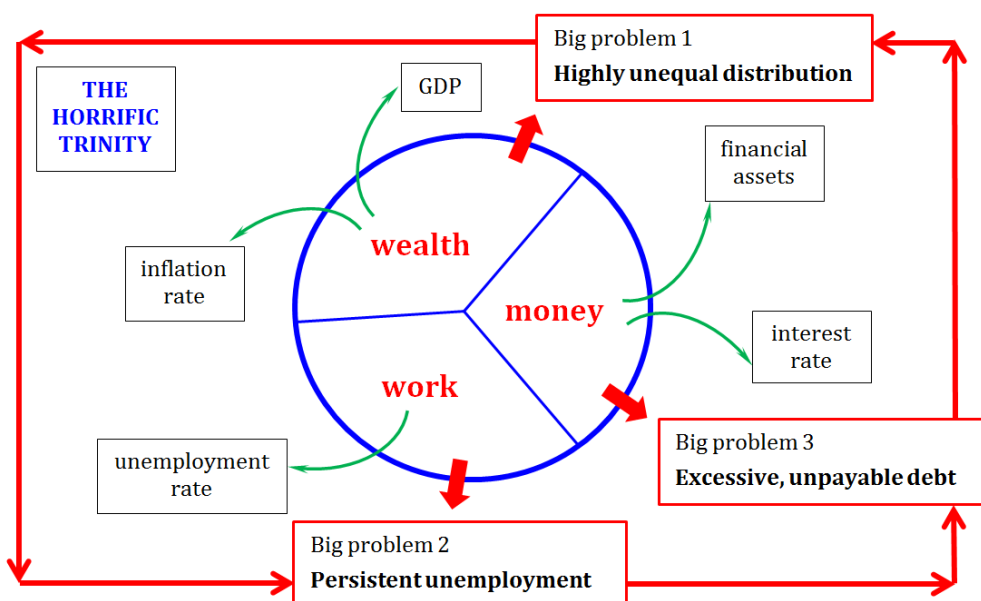 Big problem 1
Highly unequal distribution
THE
HORRIFIC
TRINITY
GDP
financial
assets
wealth
inflation
rate
money
interest
rate
work
unemployment
rate
Big problem 3
Excessive, unpayable debt
Big problem 2
Persistent unemployment